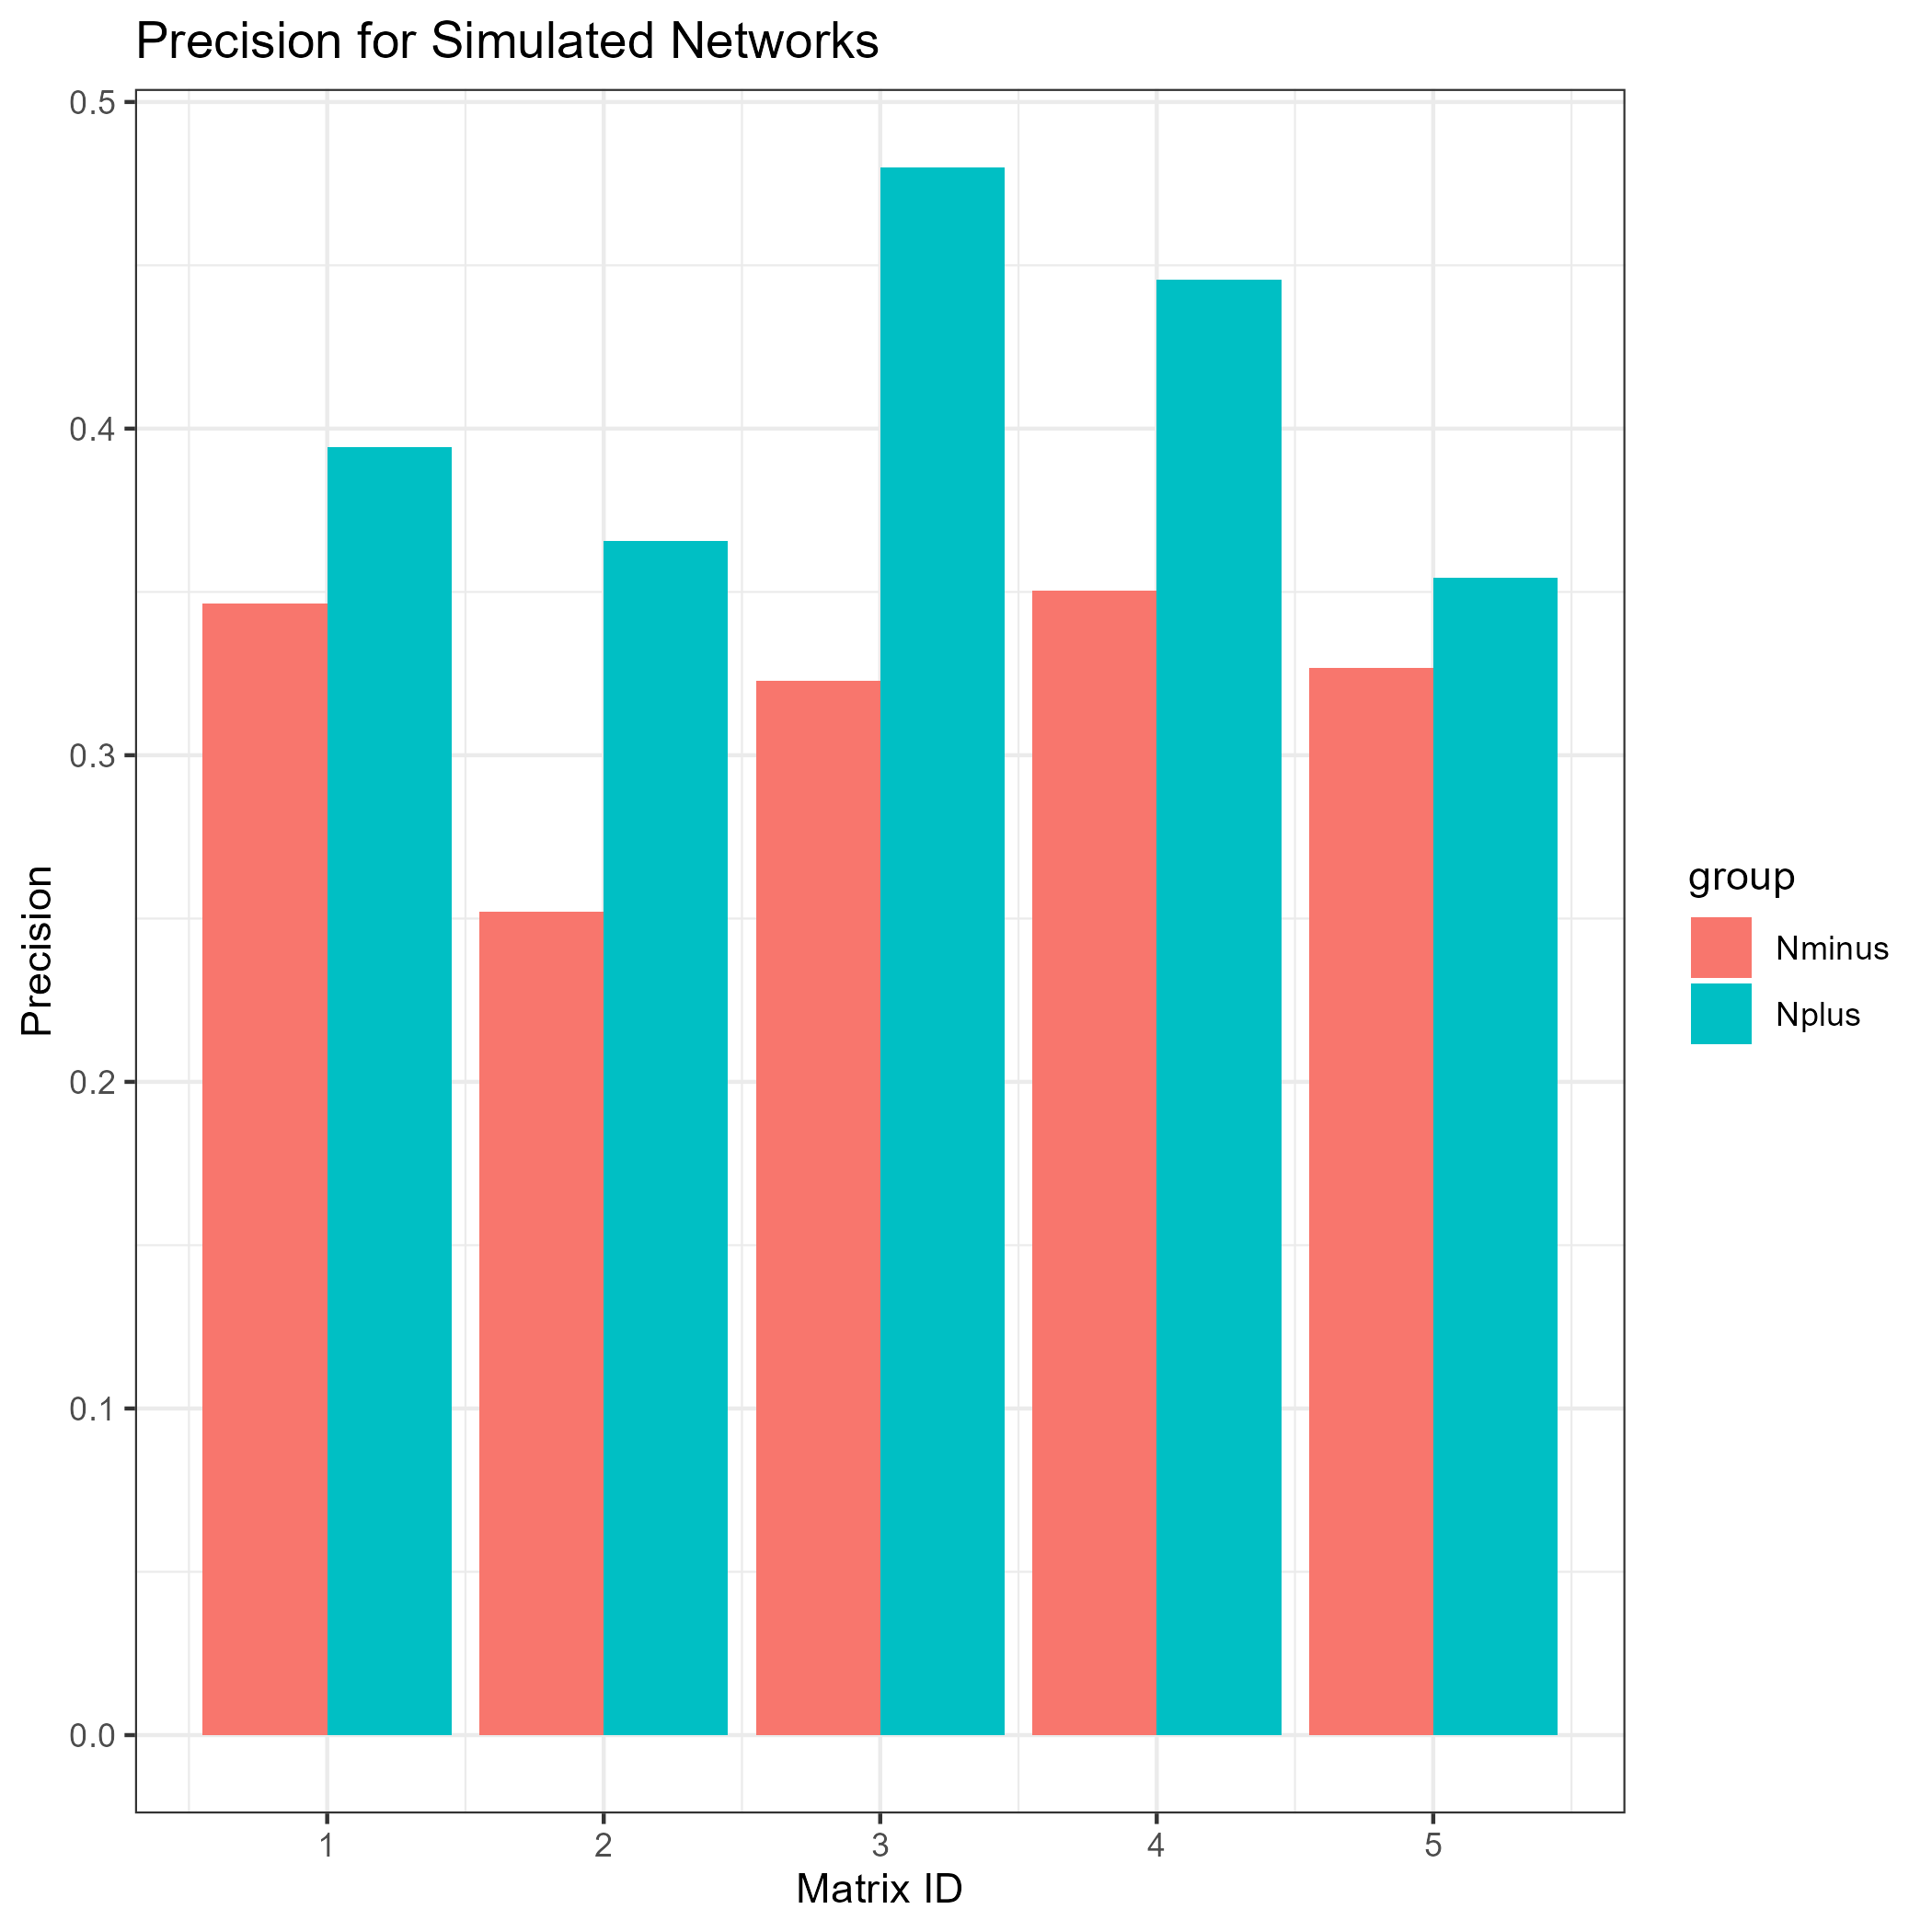 Precision for Simulated Networks
0.5
0.4
0.3
0.2
0.1
0.0
Precision
1 2 3 4 5
Matrix ID
group
Nminus
Nplus